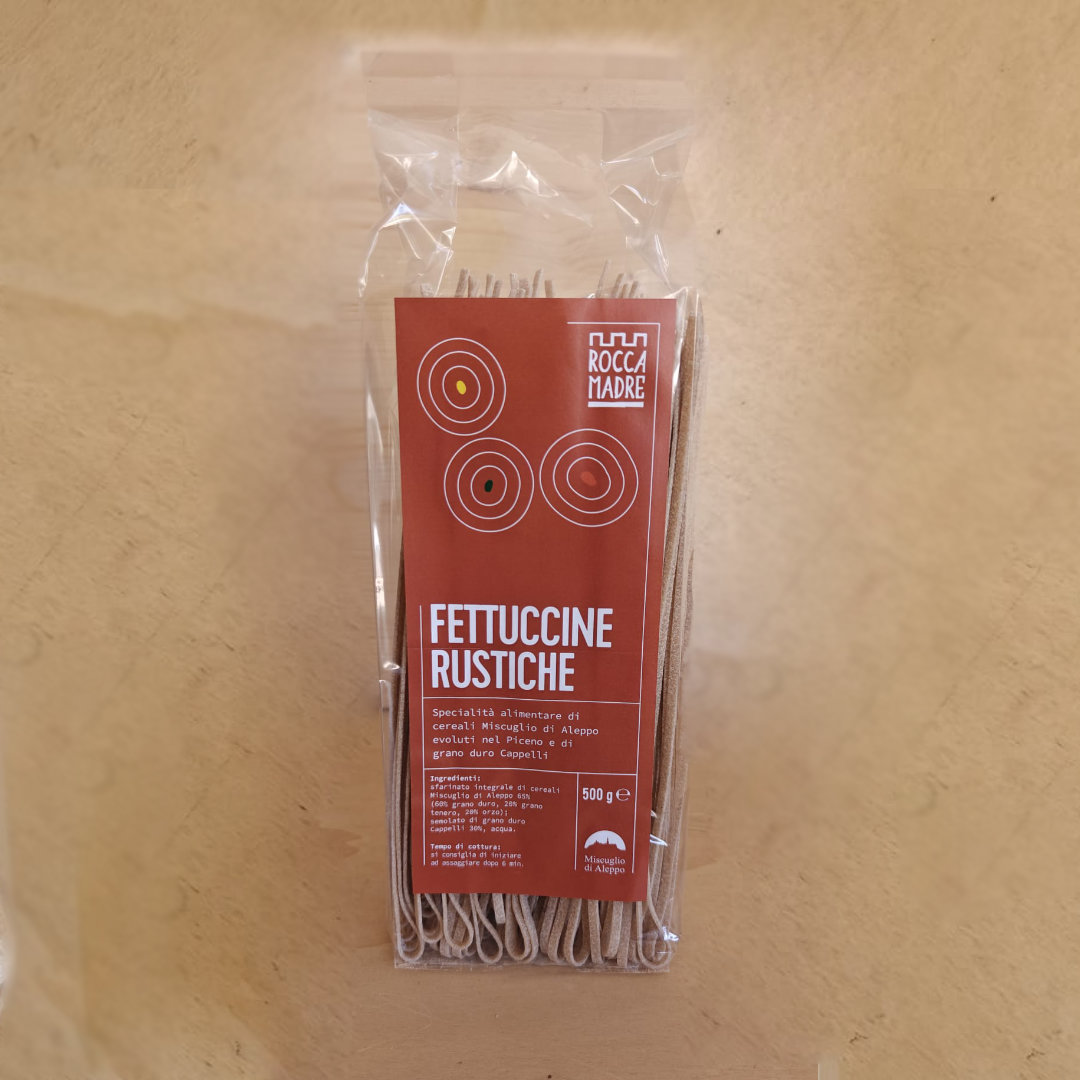 ROCCA
MADRE
FETTUCCINE
RUSTICHE
Specialità alimentare di
cereali Miscuglio di Aleppo
evoluti nel Piceno e di
grano duro Cappelli
Ingredienti:
sfarinato integrale di cereali
Miscuglio di Aleppo 65%
(60% grano duro, 20% grano
tenero, 20% orzo);
semolato di grano duro
Cappelli 30%, acqua.
Tempo di cottura:
si consiglia di iniziare
ad assaggiare dopo 6 min.
500 g ℮
Miscuglio
di Aleppo